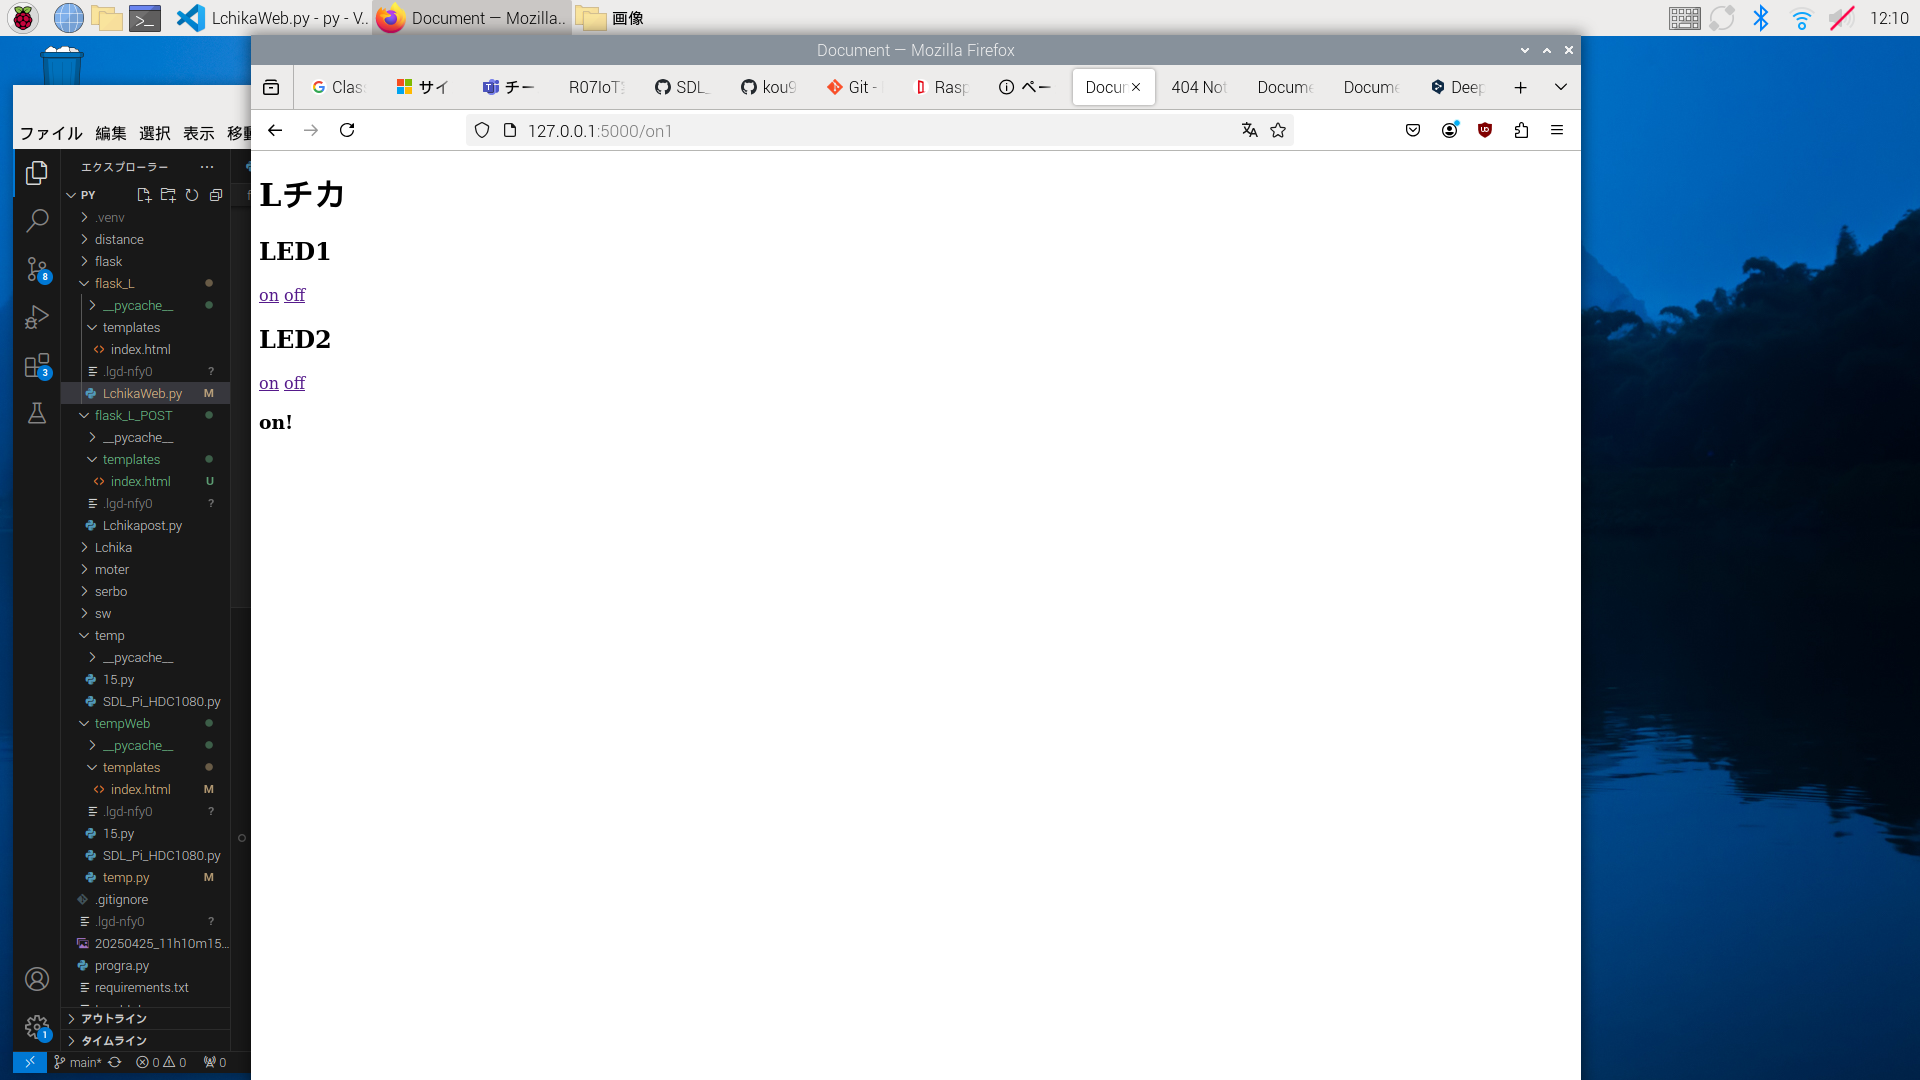 LchikaWeb.py - py - V..
Document — Mozilla..
画像
12:10
Document — Mozilla Firefox
Clas
サイ
チー
R07IoT
SDL_
kou9
Git -
Rasp
ペー
Docur
404 Not
Docume
Docume
Deep
127.0.0.1:5000/on1
ファイル 編集 選択 表示 移動
エクスプローラー
PY
.venv
distance
flask
flask_L
__pycache__
templates
index.html
.lgd-nfy0 ?
LchikaWeb.py M
flask_L_POST
__pycache__
templates
index.html U
.lgd-nfy0 ?
Lchikapost.py
Lchika
moter
serbo
sw
temp
__pycache__
15.py
SDL_Pi_HDC1080.py
tempWeb
__pycache__
templates
index.html M
.lgd-nfy0 ?
15.py
SDL_Pi_HDC1080.py
temp.py M
.gitignore
.lgd-nfy0 ?
20250425_11h10m15...
progra.py
requirements.txt
アウトライン
タイムライン
8
3
1
main* 0 0 0
Lチカ
LED1
on off
LED2
on off
on!